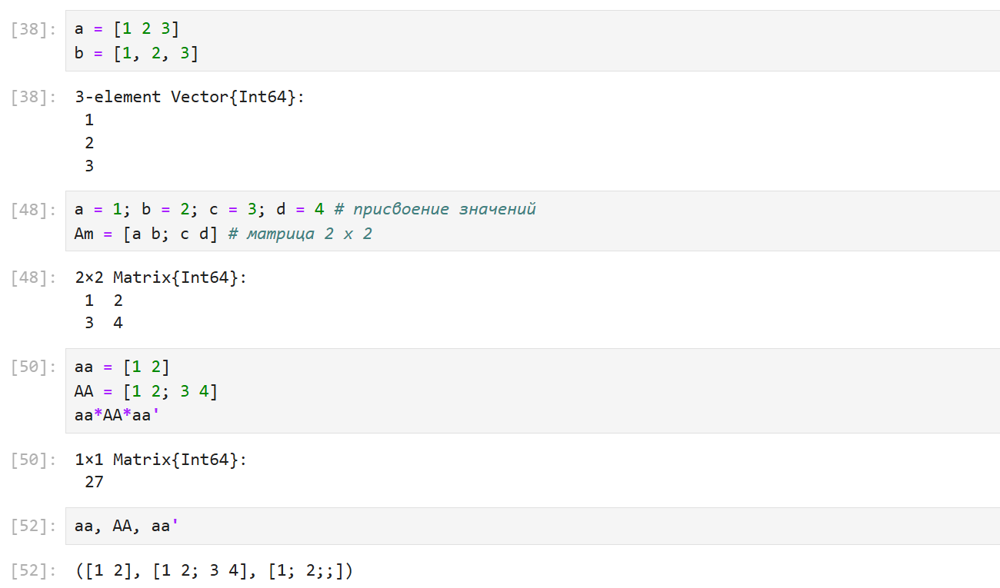 [38]: a = [1 2 3]
b = [1, 2, 3]
[38]: 3-element Vector{Int64}:
1
2
3
[48]: a = 1; b = 2; c = 3; d = 4 # присвоение значений
Am = [a b; c d] # матрица 2 x 2
[48]: 2×2 Matrix{Int64}:
1 2
3 4
[50]: aa = [1 2]
AA = [1 2; 3 4]
aa*AA*aa'
[50]: 1×1 Matrix{Int64}:
27
[52]: aa, AA, aa'
[52]: ([1 2], [1 2; 3 4], [1; 2;;])